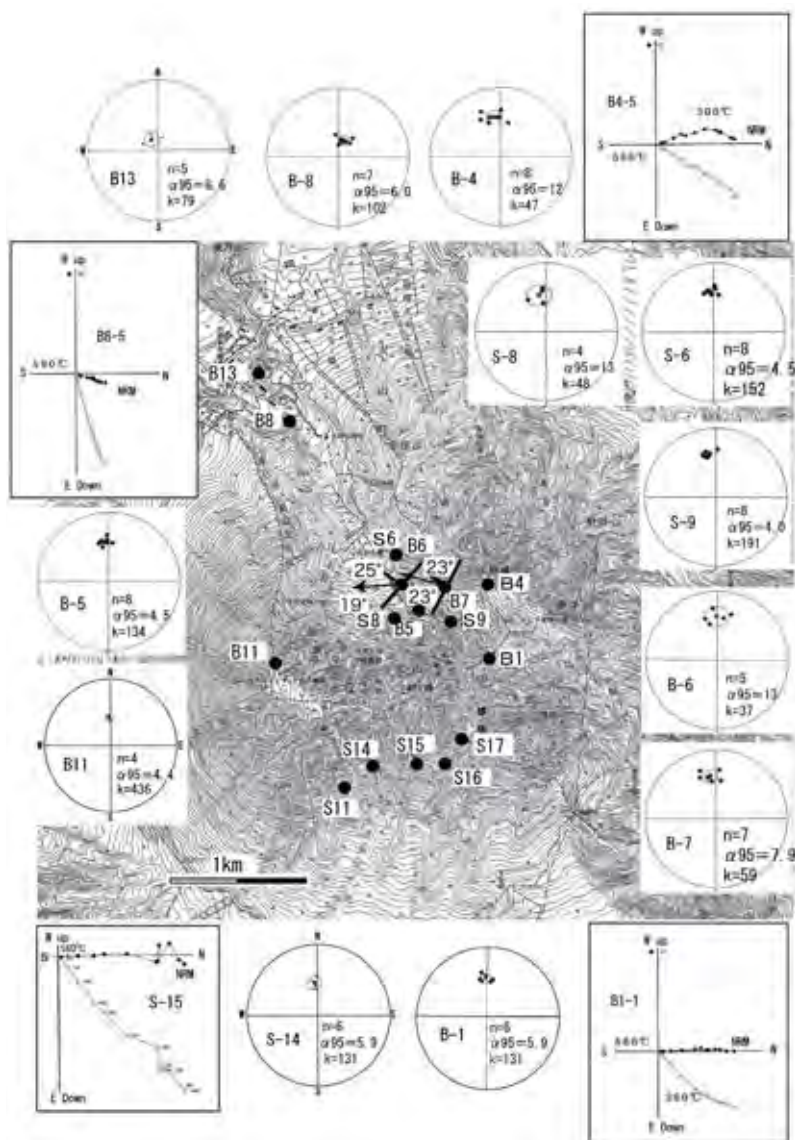 N
W
E
S
B13
n=5
α95=6.6
k=79
B-8
n=7
α95=6.0
k=102
B-4
n=8
α95=12
k=47
W up
B4-5
300℃
NRM
S
N
E Down
W up
B6-5
S
N
NRM
E Down
S-8
n=4
α95=13
k=48
S-6
n=8
α95=4.5
k=152
S-9
n=8
α95=4.0
k=191
B-5
n=8
α95=4.5
k=134
B-6
n=5
α95=13
k=37
N
W
E
S
B11
n=4
α95=4.4
k=436
B-7
n=7
α95=7.9
k=59
B13
B8
S6
B6
25°
23°
B4
19°
23°
B7
S8
B5
S9
B11
B1
S14
S15
S17
S16
S11
1km
W up
N
NRM
S-15
E Down
N
W
E
S
S-14
n=6
α95=5.9
k=131
B-1
n=6
α95=5.9
k=131
W up
B1-1
NRM
S
N
E Down